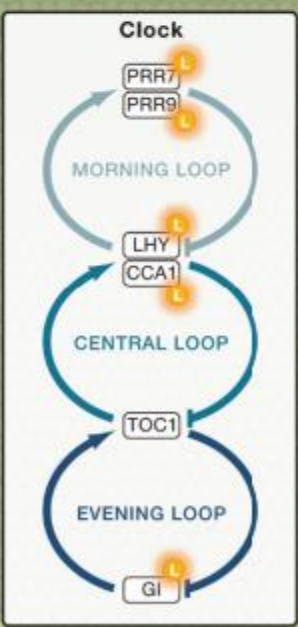 Clock
L
PRR7
PRR9
L
MORNING LOOP
L
LHY
CCA1
L
CENTRAL LOOP
TOC1
EVENING LOOP
L
GI